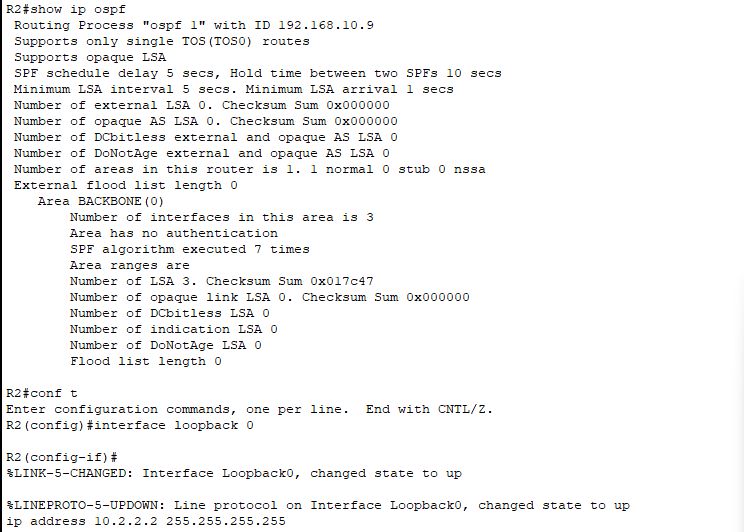 R2#show ip ospf
Routing Process "ospf 1" with ID 192.168.10.9
Supports only single TOS(TOS0) routes
Supports opaque LSA
SPF schedule delay 5 secs, Hold time between two SPFs 10 secs
Minimum LSA interval 5 secs. Minimum LSA arrival 1 secs
Number of external LSA 0. Checksum Sum 0x000000
Number of opaque AS LSA 0. Checksum Sum 0x000000
Number of DCbitless external and opaque AS LSA 0
Number of DoNotAge external and opaque AS LSA 0
Number of areas in this router is 1. 1 normal 0 stub 0 nssa
External flood list length 0
Area BACKBONE(0)
Number of interfaces in this area is 3
Area has no authentication
SPF algorithm executed 7 times
Area ranges are
Number of LSA 3. Checksum Sum 0x017c47
Number of opaque link LSA 0. Checksum Sum 0x000000
Number of DCbitless LSA 0
Number of indication LSA 0
Number of DoNotAge LSA 0
Flood list length 0
R2#conf t
Enter configuration commands, one per line.  End with CNTL/Z.
R2(config)#interface loopback 0
R2(config-if)#
%LINK-5-CHANGED: Interface Loopback0, changed state to up
%LINEPROTO-5-UPDOWN: Line protocol on Interface Loopback0, changed state to up
ip address 10.2.2.2 255.255.255.255